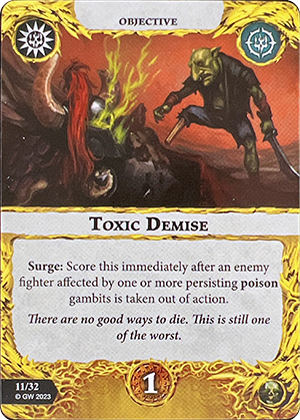 OBJECTIVE
TOXIC DEMISE
Surge: Score this immediately after an enemy
fighter affected by one or more persisting poison
gambits is taken out of action.
There are no good ways to die. This is still one
of the worst.
11/32
© GW 2023
1